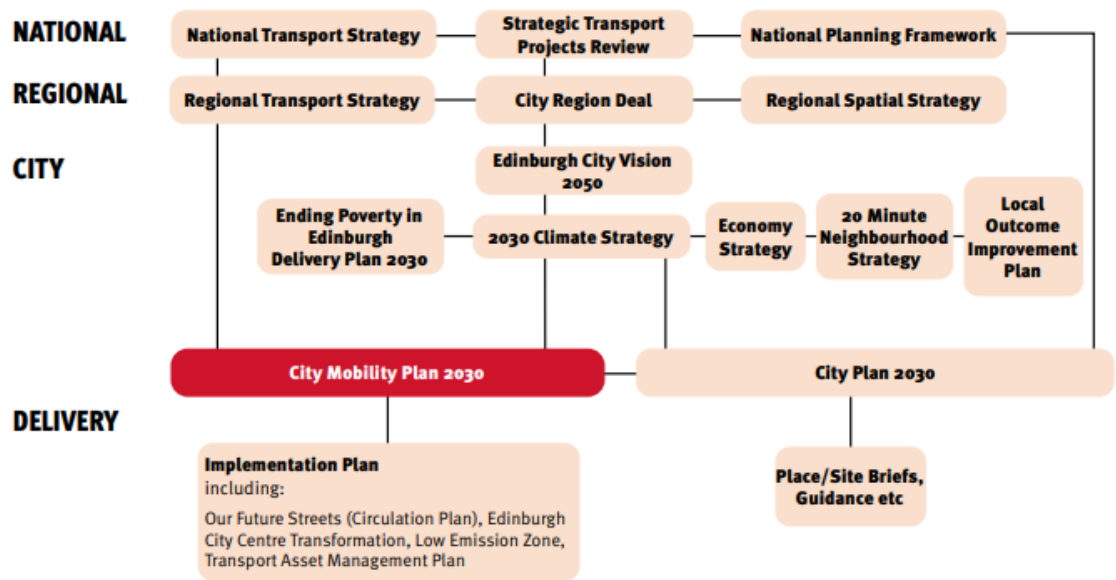 NATIONAL
National Transport Strategy
Strategic Transport
Projects Review
National Planning Framework
REGIONAL
Regional Transport Strategy
City Region Deal
Regional Spatial Strategy
CITY
Edinburgh City Vision
2050
Ending Poverty in
Edinburgh
Delivery Plan 2030
2030 Climate Strategy
Economy
Strategy
20 Minute
Neighbourhood
Strategy
Local
Outcome
Improvement
Plan
City Mobility Plan 2030
City Plan 2030
DELIVERY
Implementation Plan
including:
Our Future Streets (Circulation Plan), Edinburgh
City Centre Transformation, Low Emission Zone,
Transport Asset Management Plan
Place/Site Briefs,
Guidance etc